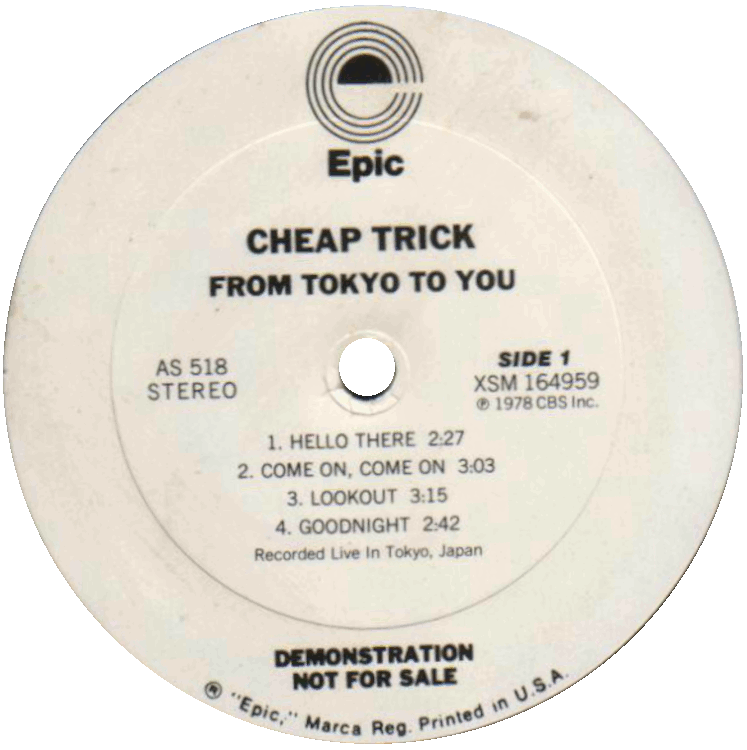 Epic
CHEAP TRICK
FROM TOKYO TO YOU
AS 518
STEREO
SIDE 1
XSM 164959
℗ 1978 CBS Inc.
1. HELLO THERE 2:27
2. COME ON, COME ON 3:03
3. LOOKOUT 3:15
4. GOODNIGHT 2:42
Recorded Live In Tokyo, Japan
DEMONSTRATION
NOT FOR SALE
® "Epic," Marca Reg. Printed in U.S.A.